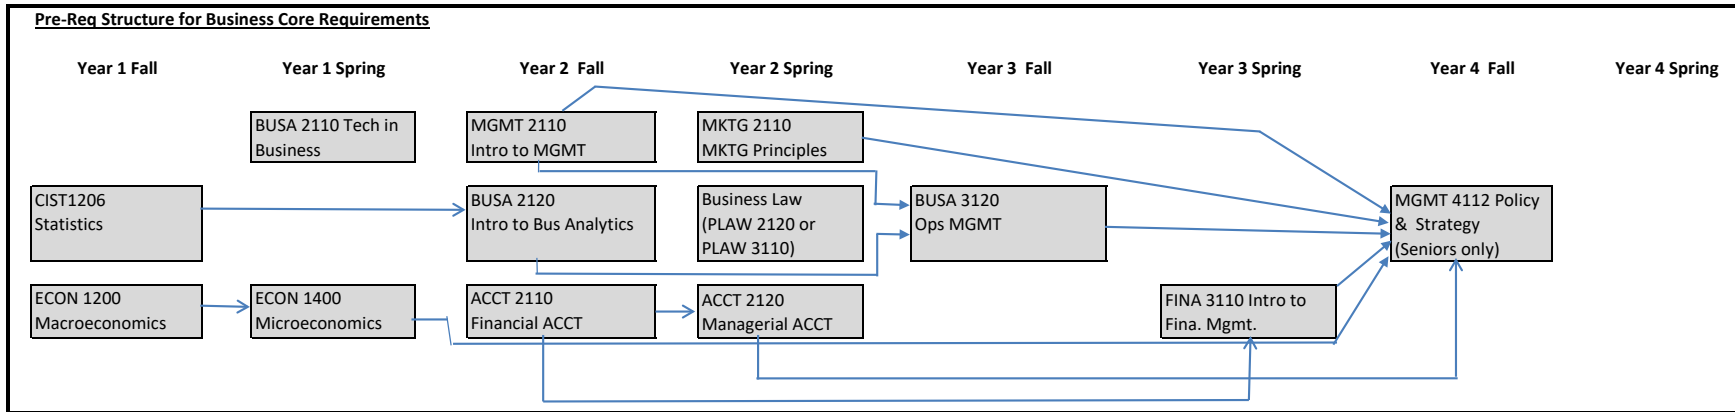 Pre-Req Structure for Business Core Requirements
Year 1 Fall
Year 1 Spring
Year 2 Fall
Year 2 Spring
Year 3 Fall
Year 3 Spring
Year 4 Fall
Year 4 Spring
BUSA 2110 Tech in
Business
MGMT 2110
Intro to MGMT
MKTG 2110
MKTG Principles
CIST1206
Statistics
BUSA 2120
Intro to Bus Analytics
Business Law
(PLAW 2120 or
PLAW 3110)
BUSA 3120
Ops MGMT
MGMT 4112 Policy
& Strategy
(Seniors only)
ECON 1200
Macroeconomics
ECON 1400
Microeconomics
ACCT 2110
Financial ACCT
ACCT 2120
Managerial ACCT
FINA 3110 Intro to
Fina. Mgmt.